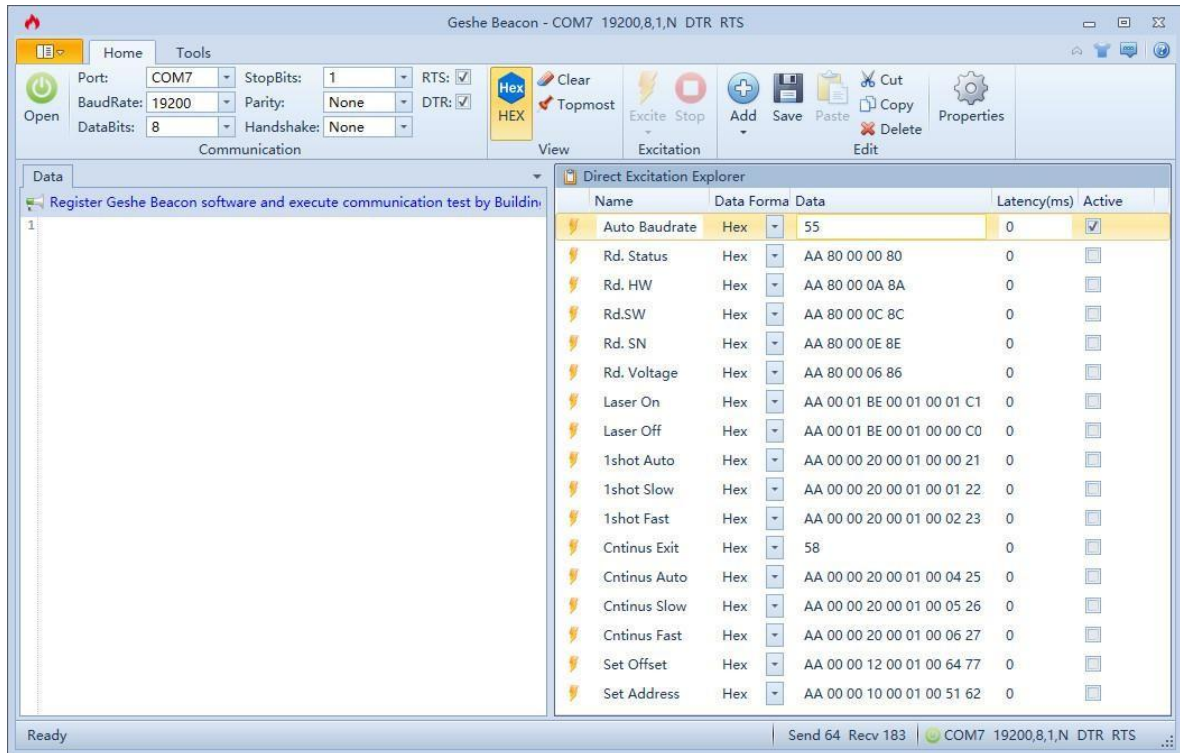 Geshe Beacon - COM7 19200,8,1,N DTR RTS
Home Tools
Port: COM7 StopBits: 1 RTS:
BaudRate: 19200 Parity: None DTR:
DataBits: 8 Handshake: None
Open
Communication
Hex
HEX
Clear
Topmost
View
Excite Stop
Excitation
Add Save Paste
Cut
Copy
Delete
Properties
Edit
Data
Register Geshe Beacon software and execute communication test by Buildin
1
Direct Excitation Explorer
Name Data Forma Data Latency(ms) Active
Auto Baudrate Hex 55 0
Rd. Status Hex AA 80 00 00 80 0
Rd. HW Hex AA 80 00 0A 8A 0
Rd.SW Hex AA 80 00 0C 8C 0
Rd. SN Hex AA 80 00 0E 8E 0
Rd. Voltage Hex AA 80 00 06 86 0
Laser On Hex AA 00 01 BE 00 01 00 01 C1 0
Laser Off Hex AA 00 01 BE 00 01 00 00 C0 0
1shot Auto Hex AA 00 00 20 00 01 00 00 21 0
1shot Slow Hex AA 00 00 20 00 01 00 01 22 0
1shot Fast Hex AA 00 00 20 00 01 00 02 23 0
Cntinus Exit Hex 58 0
Cntinus Auto Hex AA 00 00 20 00 01 00 04 25 0
Cntinus Slow Hex AA 00 00 20 00 01 00 05 26 0
Cntinus Fast Hex AA 00 00 20 00 01 00 06 27 0
Set Offset Hex AA 00 00 12 00 01 00 64 77 0
Set Address Hex AA 00 00 10 00 01 00 51 62 0
Ready Send 64 Recv 183 COM7 19200,8,1,N DTR RTS